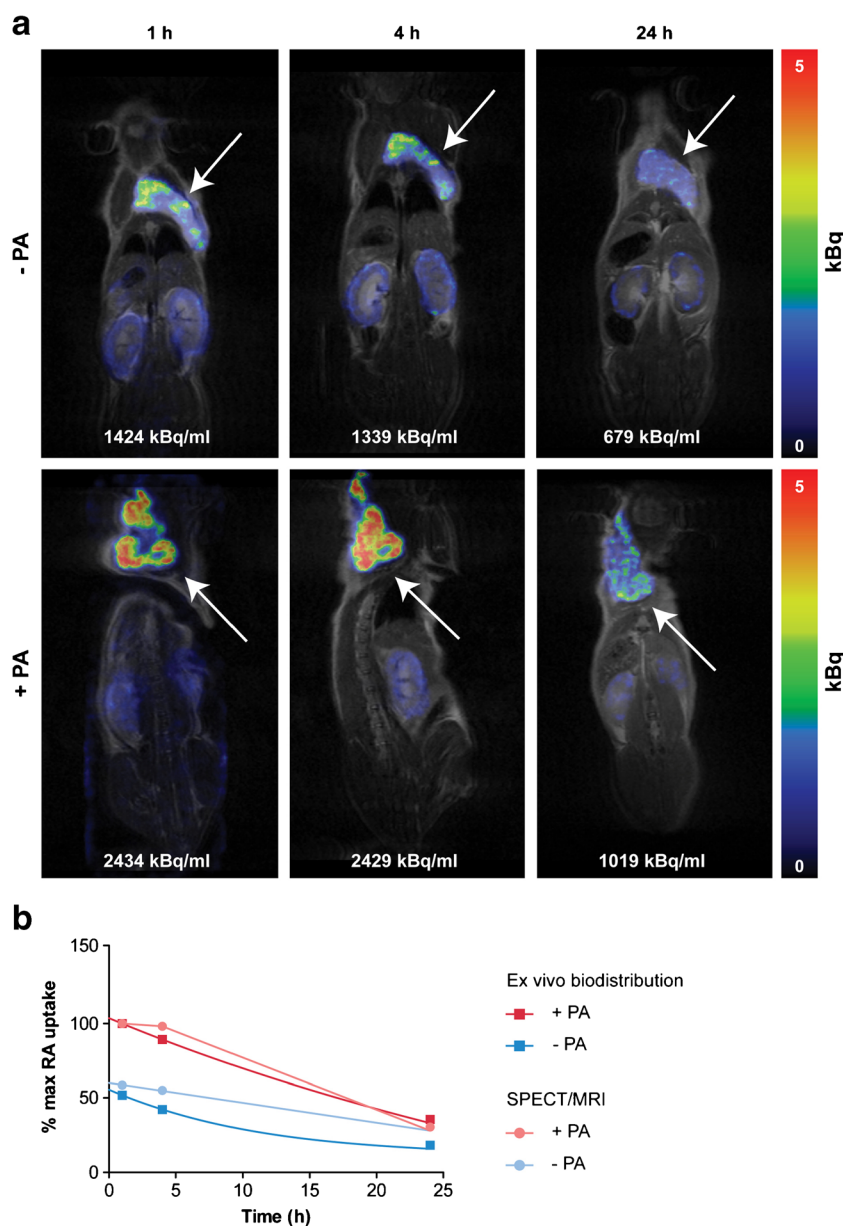 a
1 h
4 h
24 h
- PA
1424 kBq/ml
1339 kBq/ml
679 kBq/ml
5
kBq
0
+ PA
2434 kBq/ml
2429 kBq/ml
1019 kBq/ml
5
kBq
0
b
% max RA uptake
150
100
50
0
0
5
10
15
20
25
Time (h)
Ex vivo biodistribution
+ PA
- PA
SPECT/MRI
+ PA
- PA